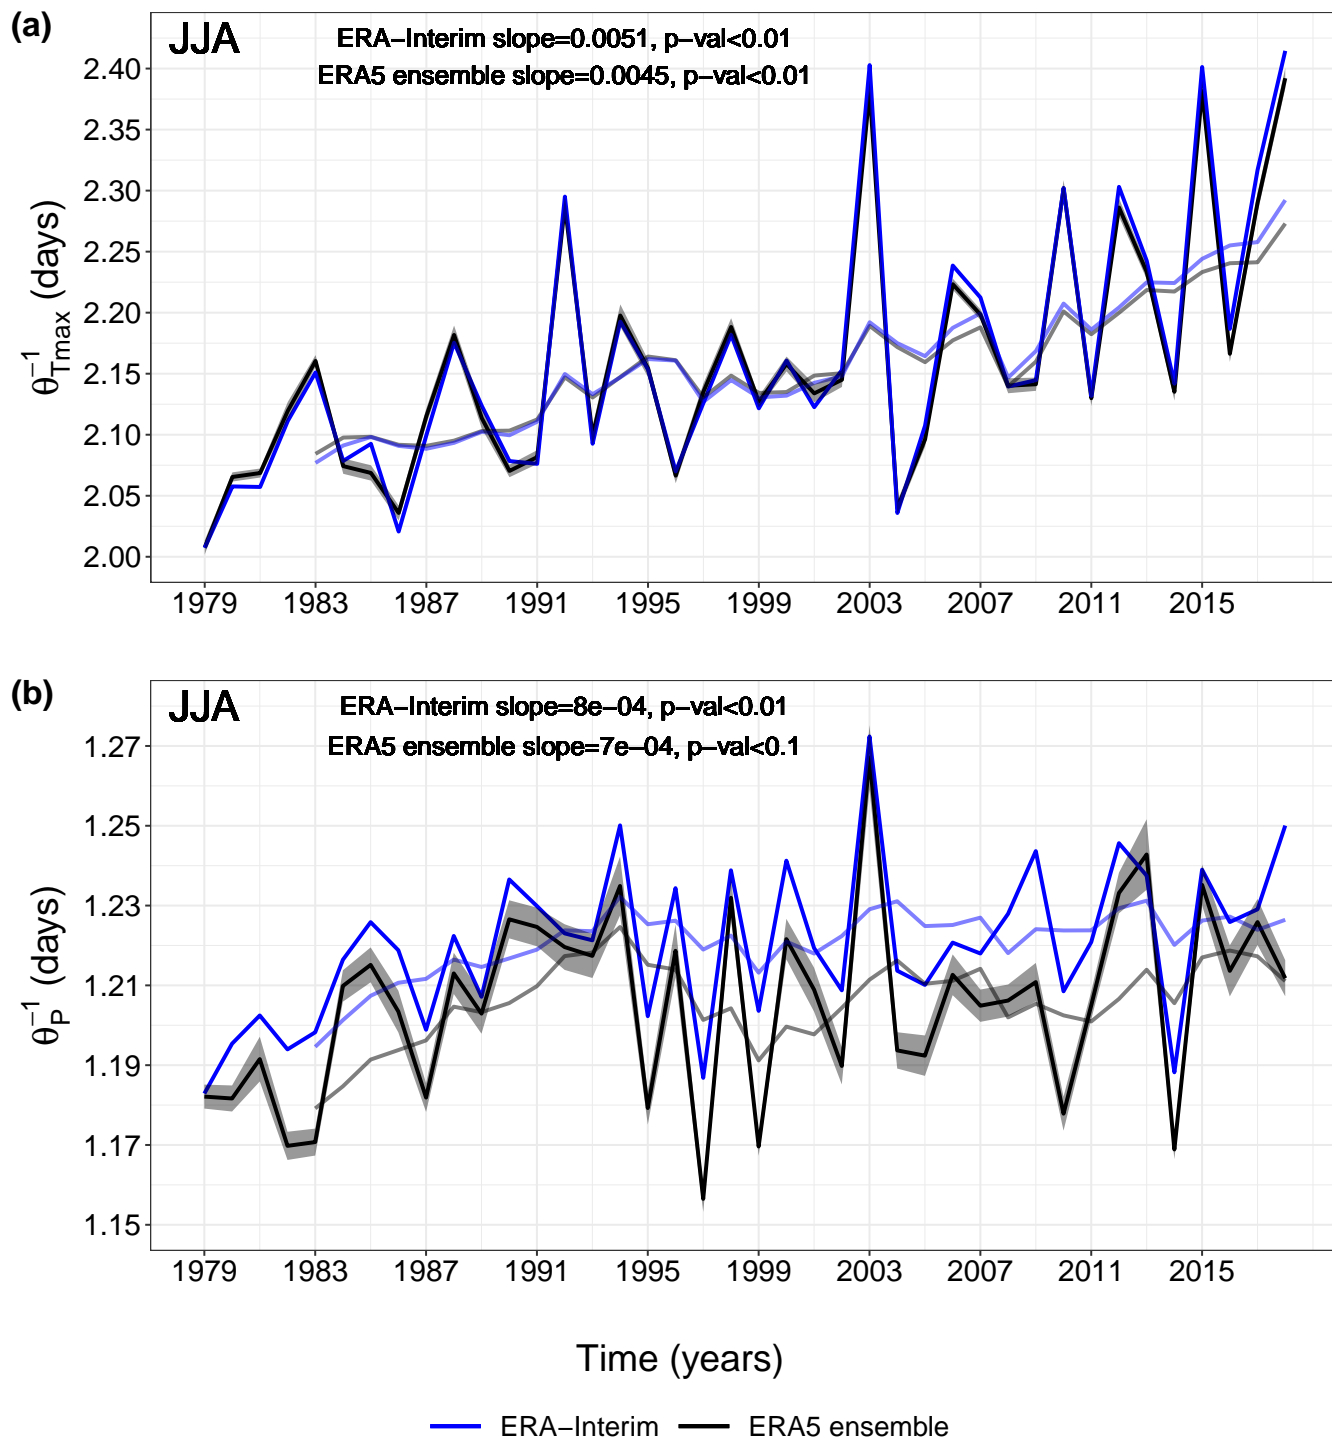 (a)
JJA
ERA−Interim slope=0.0051, p−val<0.01
ERA5 ensemble slope=0.0045, p−val<0.01
θ⁻¹Tmax (days)
2.40
2.35
2.30
2.25
2.20
2.15
2.10
2.05
2.00
1979 1983 1987 1991 1995 1999 2003 2007 2011 2015
(b)
JJA
ERA−Interim slope=8e−04, p−val<0.01
ERA5 ensemble slope=7e−04, p−val<0.1
θ⁻¹P (days)
1.27
1.25
1.23
1.21
1.19
1.17
1.15
1979 1983 1987 1991 1995 1999 2003 2007 2011 2015
Time (years)
ERA−Interim ERA5 ensemble